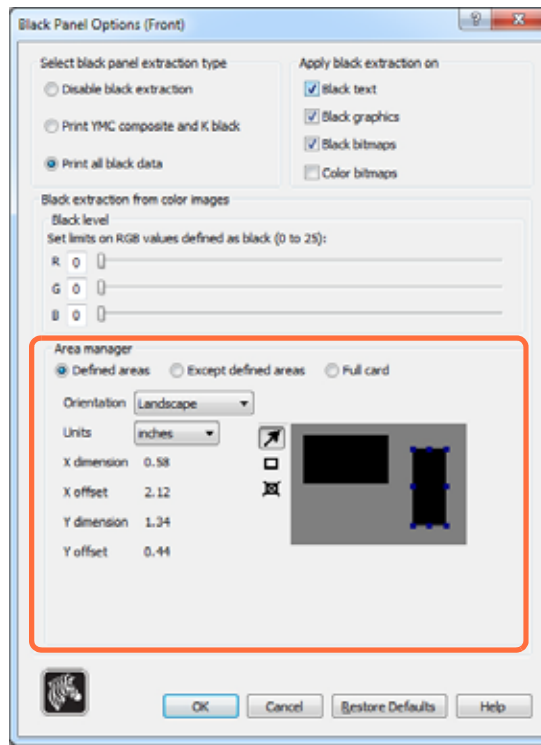 Black Panel Options (Front)
Select black panel extraction type
Disable black extraction
Print YMC composite and K black
Print all black data
Apply black extraction on
Black text
Black graphics
Black bitmaps
Color bitmaps
Black extraction from color images
Black level
Set limits on RGB values defined as black (0 to 25):
R 0
G 0
B 0
Area manager
Defined areas Except defined areas Full card
Orientation Landscape
Units inches
X dimension 0.58
X offset 2.12
Y dimension 1.34
Y offset 0.44
OK Cancel Restore Defaults Help